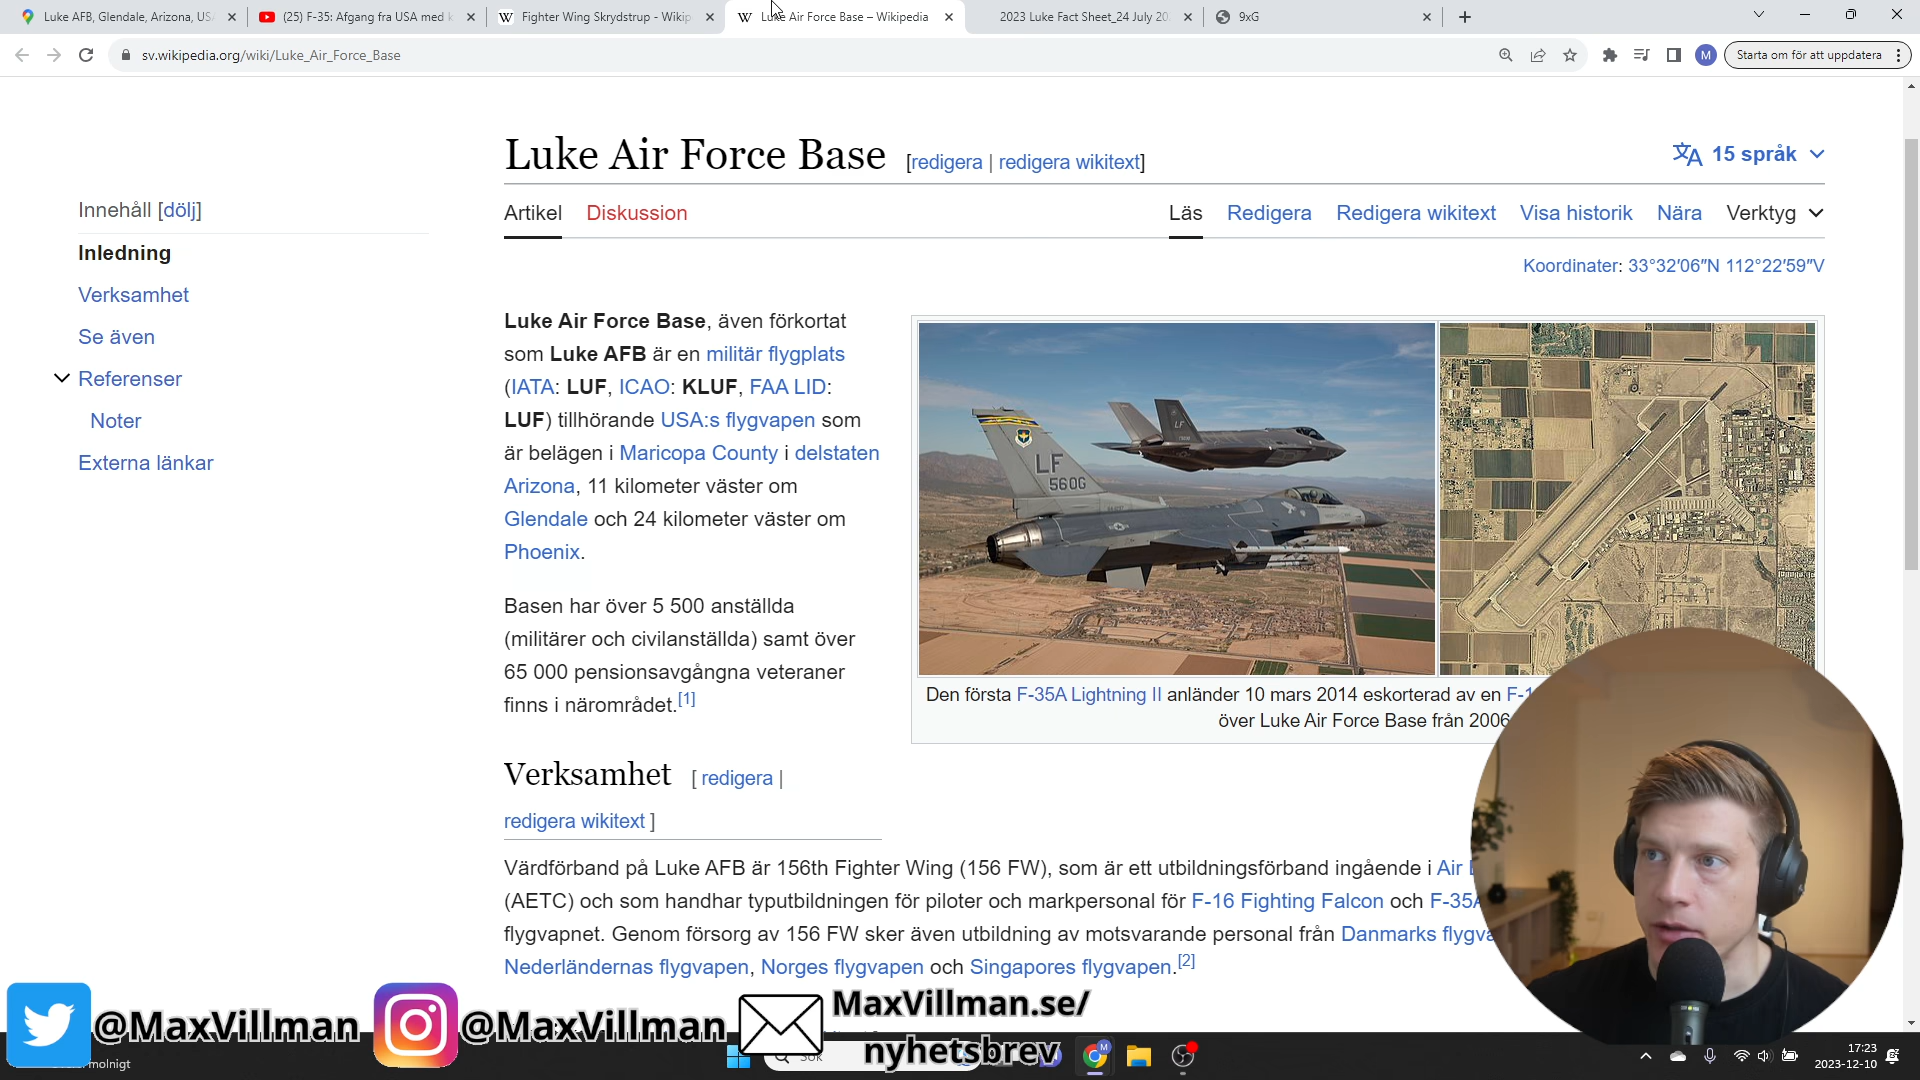 Luke AFB, Glendale, Arizona, US
(25) F-35: Afgang fra USA med k
Fighter Wing Skrydstrup - Wikip
Luke Air Force Base – Wikipedia
2023 Luke Fact Sheet_24 July 20
9xG
sv.wikipedia.org/wiki/Luke_Air_Force_Base
M
Starta om för att uppdatera
Luke Air Force Base [redigera | redigera wikitext]
15 språk
Innehåll [dölj]
Inledning
Verksamhet
Se även
Referenser
Noter
Externa länkar
Artikel Diskussion
Läs Redigera Redigera wikitext Visa historik Nära Verktyg
Koordinater: 33°32′06″N 112°22′59″V
Luke Air Force Base, även förkortat
som Luke AFB är en militär flygplats
(IATA: LUF, ICAO: KLUF, FAA LID:
LUF) tillhörande USA:s flygvapen som
är belägen i Maricopa County i delstaten
Arizona, 11 kilometer väster om
Glendale och 24 kilometer väster om
Phoenix.
LF
LF
560G
Den första F-35A Lightning II anländer 10 mars 2014 eskorterad av en F-1
över Luke Air Force Base från 2006
Basen har över 5 500 anställda
(militärer och civilanställda) samt över
65 000 pensionsavgångna veteraner
finns i närområdet.[1]
Verksamhet [ redigera |
redigera wikitext ]
Värdförband på Luke AFB är 156th Fighter Wing (156 FW), som är ett utbildningsförband ingående i Air
(AETC) och som handhar typutbildningen för piloter och markpersonal för F-16 Fighting Falcon och F-35A
flygvapnet. Genom försorg av 156 FW sker även utbildning av motsvarande personal från Danmarks flygva
Nederländernas flygvapen, Norges flygvapen och Singapores flygvapen.[2]
@MaxVillman
@MaxVillman
MaxVillman.se/
nyhetsbrev
molnigt
Sök
M
17:23
2023-12-10